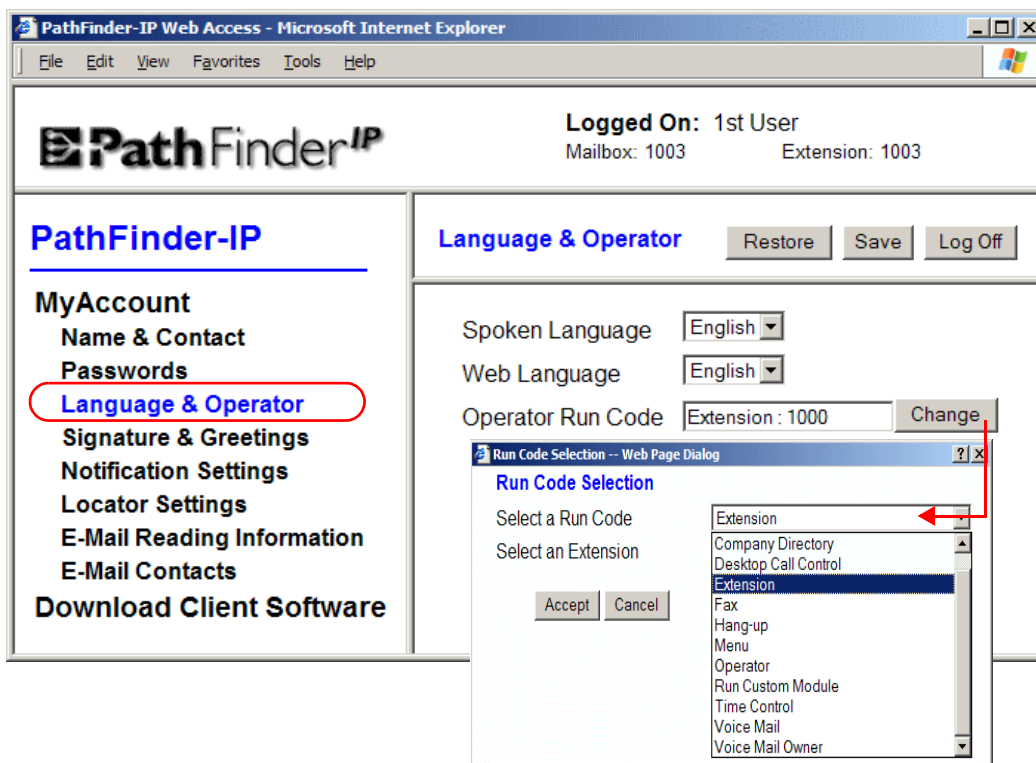 PathFinder-IP Web Access - Microsoft Internet Explorer
File Edit View Favorites Tools Help
PathFinder IP
Logged On: 1st User
Mailbox: 1003 Extension: 1003
PathFinder-IP
MyAccount
Name & Contact
Passwords
Language & Operator
Signature & Greetings
Notification Settings
Locator Settings
E-Mail Reading Information
E-Mail Contacts
Download Client Software
Language & Operator Restore Save Log Off
Spoken Language English
Web Language English
Operator Run Code Extension : 1000 Change
Run Code Selection -- Web Page Dialog
Run Code Selection
Select a Run Code Extension
Select an Extension
Accept Cancel
Company Directory
Desktop Call Control
Extension
Fax
Hang-up
Menu
Operator
Run Custom Module
Time Control
Voice Mail
Voice Mail Owner